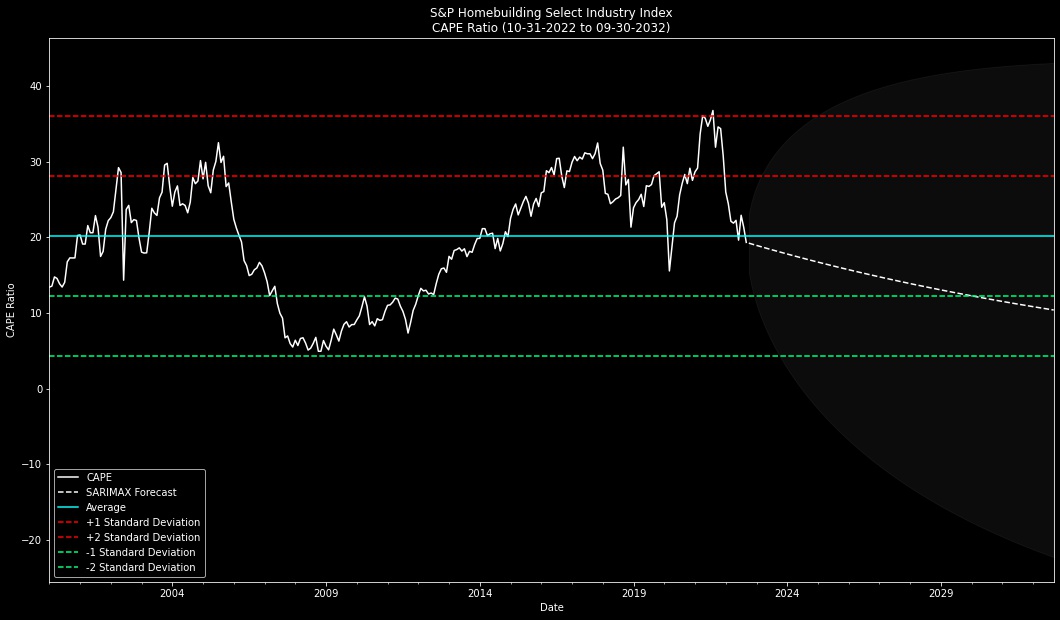 S&P Homebuilding Select Industry Index
CAPE Ratio (10-31-2022 to 09-30-2032)
CAPE Ratio
40
30
20
10
0
−10
−20
CAPE
SARIMAX Forecast
Average
+1 Standard Deviation
+2 Standard Deviation
-1 Standard Deviation
-2 Standard Deviation
2004
2009
2014
2019
2024
2029
Date